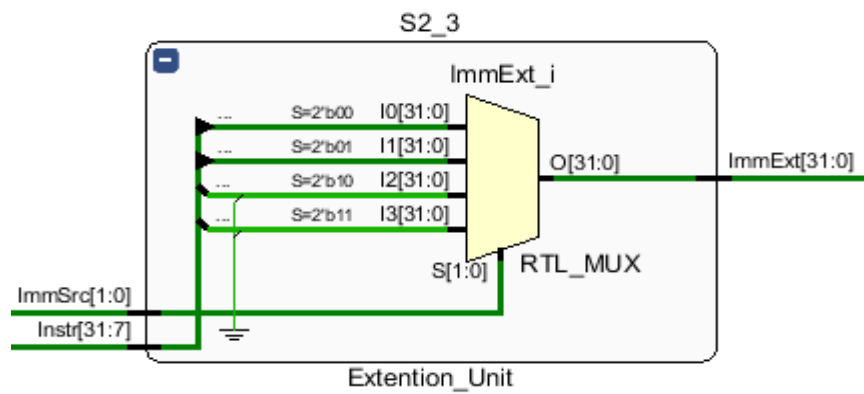 S2_3
ImmExt_i
... S=2'b00 I0[31:0]
... S=2'b01 I1[31:0]
... S=2'b10 I2[31:0]
... S=2'b11 I3[31:0]
O[31:0]
ImmExt[31:0]
S[1:0]
RTL_MUX
ImmSrc[1:0]
Instr[31:7]
Extention_Unit